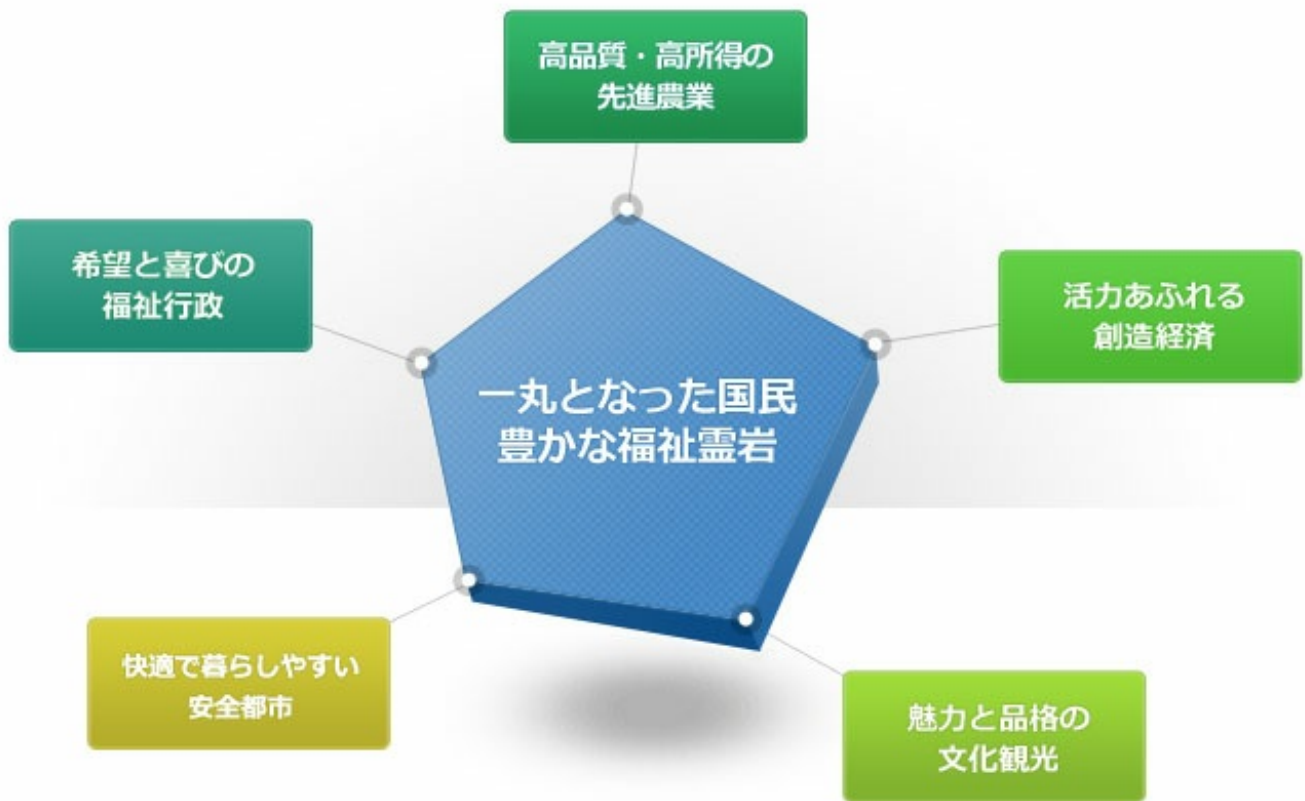 高品質・高所得の
先進農業
希望と喜びの
福祉行政
活力あふれる
創造経済
一丸となった国民
豊かな福祉霊岩
快適で暮らしやすい
安全都市
魅力と品格の
文化観光